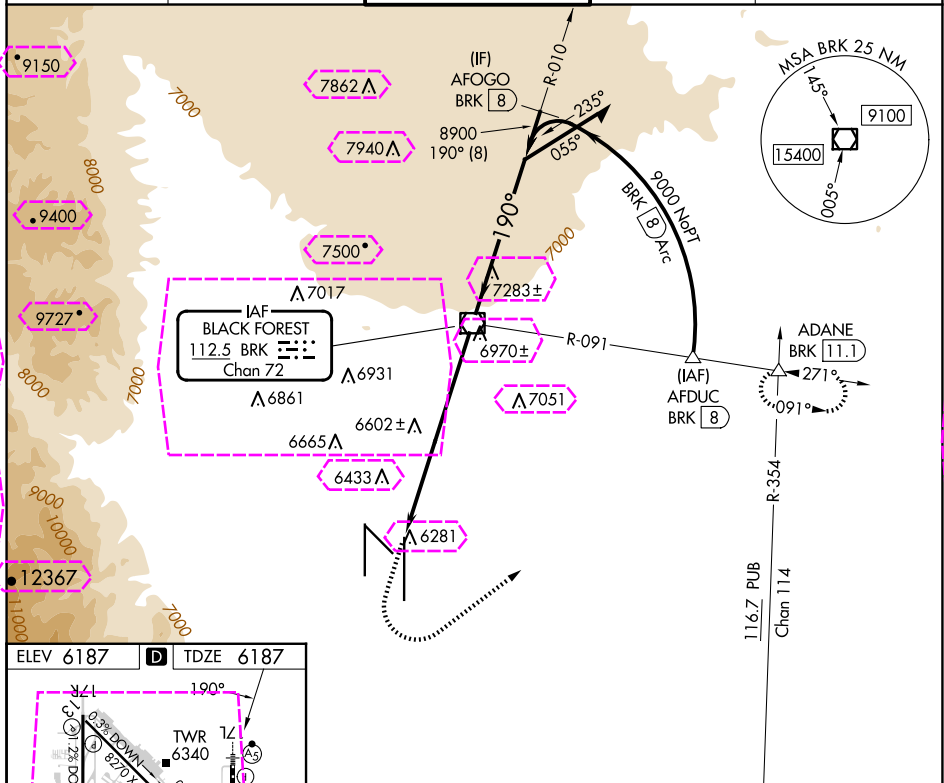 9150
7862
7940
7000
8000
9400
7500
9727
8000
7000
(IF)
AFOGO
BRK 8
8900
190° (8)
R-010
235°
055°
190°
9000 NoPT
BRK 8 Arc
7000
MSA BRK 25 NM
145°
9100
15400
005°
7017
7283±
IAF
BLACK FOREST
112.5 BRK
Chan 72
6970±
R-091
6931
6861
7051
6602±
6665
6433
6281
(IAF)
AFDUC
BRK 8
ADANE
BRK 11.1
271°
091°
R-354
116.7 PUB
Chan 114
9000
10000
12367
11000
7000
ELEV 6187
D
TDZE 6187
190°
17R
13
0.3% DOWN
8270 X
P
P
TWR
6340
17L
A5